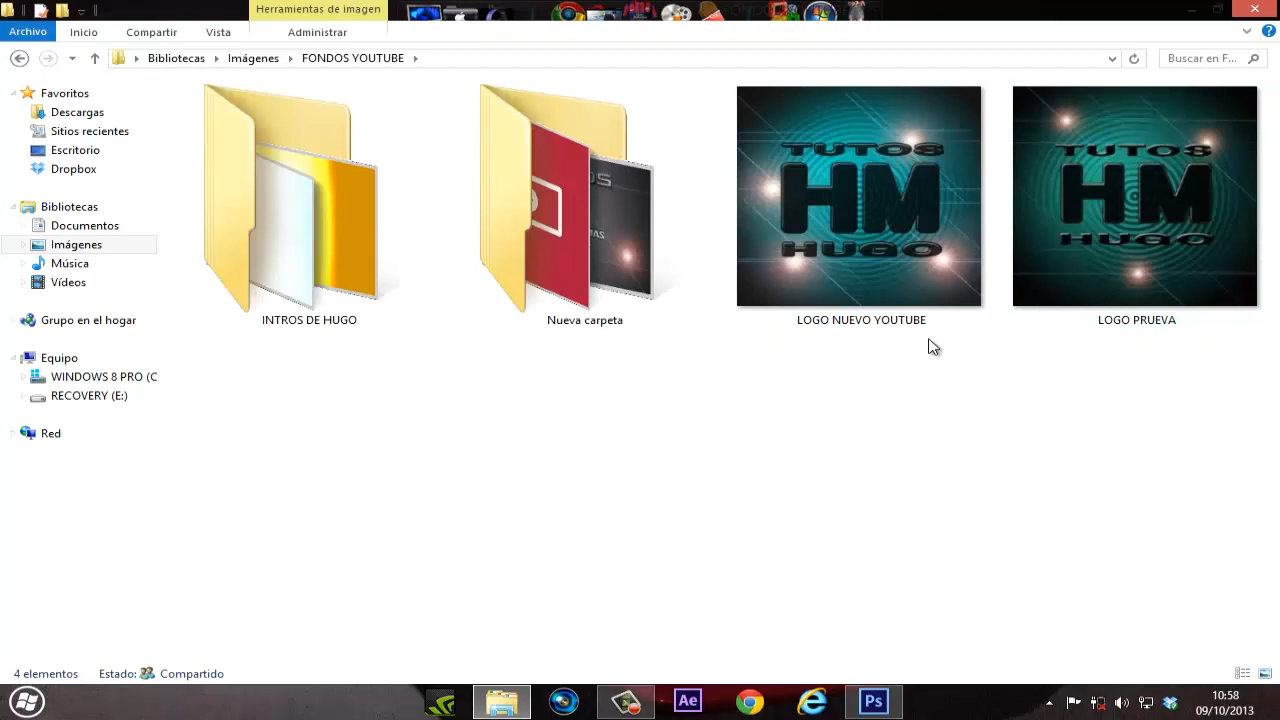 Herramientas de imagen
Archivo Inicio Compartir Vista Administrar
Bibliotecas Imágenes FONDOS YOUTUBE
Buscar en F...
Favoritos
Descargas
Sitios recientes
Escritorio
Dropbox
Bibliotecas
Documentos
Imágenes
Música
Vídeos
Grupo en el hogar
Equipo
WINDOWS 8 PRO (C
RECOVERY (E:)
Red
TUTOS
HM
HUGO
TUTOS
HM
HUGO
INTROS DE HUGO
Nueva carpeta
LOGO NUEVO YOUTUBE
LOGO PRUEVA
4 elementos Estado: Compartido
Ae
Ps
10:58
09/10/2013